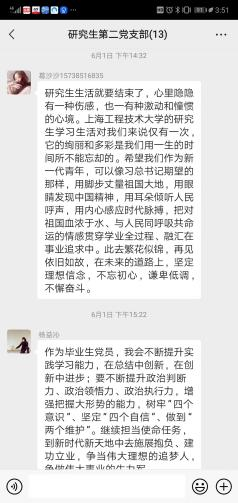 3:51
研究生第二党支部(13)
6月1日 下午14:32
葛沙沙15738516835
研究生生活就要结束了，心里隐隐
有一种伤感，也一有种激动和憧憬
的心境。上海工程技术大学的研究
生学习生活对我们来说仅有一次，
它的绚丽和多彩是我们用一生的时
间所不能忘却的。希望我们作为新
一代青年，可以像习总书记期望的
那样，用脚步丈量祖国大地，用眼
睛发现中国精神，用耳朵倾听人民
呼声，用内心感应时代脉搏，把对
祖国血浓于水、与人民同呼吸共命
运的情感贯穿学业全过程、融汇在
事业追求中。此去繁花似锦，再见
依旧如故，在未来的道路上，坚定
理想信念，不忘初心，谦卑低调，
不懈奋斗。
6月1日 下午15:22
杨益沁
作为毕业生党员，我会不断提升实
践学习能力，在总结中创新，在创
新中进步；要不断提升政治判断
力、政治领悟力、政治执行力，增
强把握大形势的能力，树牢“四个
意识”、坚定“四个自信”、做到“
两个维护”。继续担当使命任务，
到新时代新天地中去施展抱负、建
功立业，争当伟大理想的追梦人，
争做伟大事业的生力军